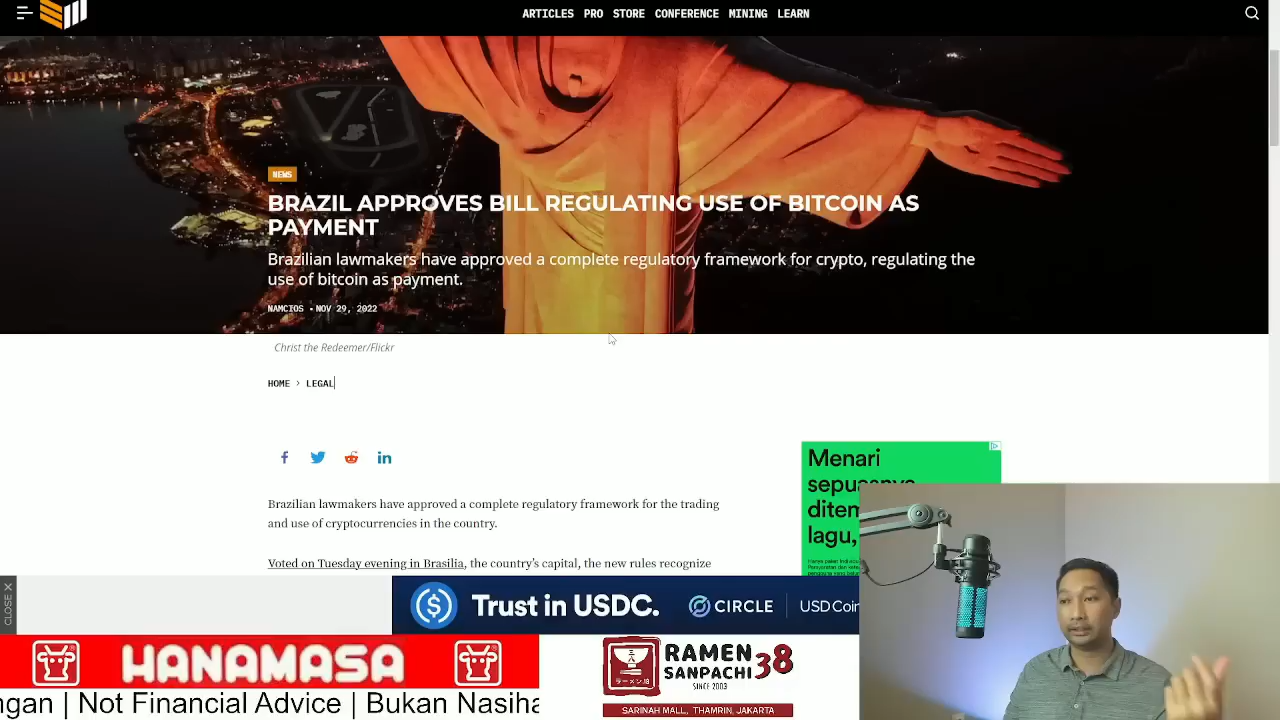 ARTICLES PRO STORE CONFERENCE MINING LEARN
NEWS
BRAZIL APPROVES BILL REGULATING USE OF BITCOIN AS
PAYMENT
Brazilian lawmakers have approved a complete regulatory framework for crypto, regulating the
use of bitcoin as payment.
NAMCIOS • NOV 29, 2022
Christ the Redeemer/Flickr
HOME › LEGAL
Brazilian lawmakers have approved a complete regulatory framework for the trading
and use of cryptocurrencies in the country.
Voted on Tuesday evening in Brasilia, the country's capital, the new rules recognize
Menari
sepuasnya
lagu,
CLOSE
Trust in USDC.
CIRCLE
USD Coin
HANAMASA
RAMEN
SANPACHI 38
SINCE 2003
SARINAH MALL, THAMRIN, JAKARTA
ngan | Not Financial Advice | Bukan Nasiha